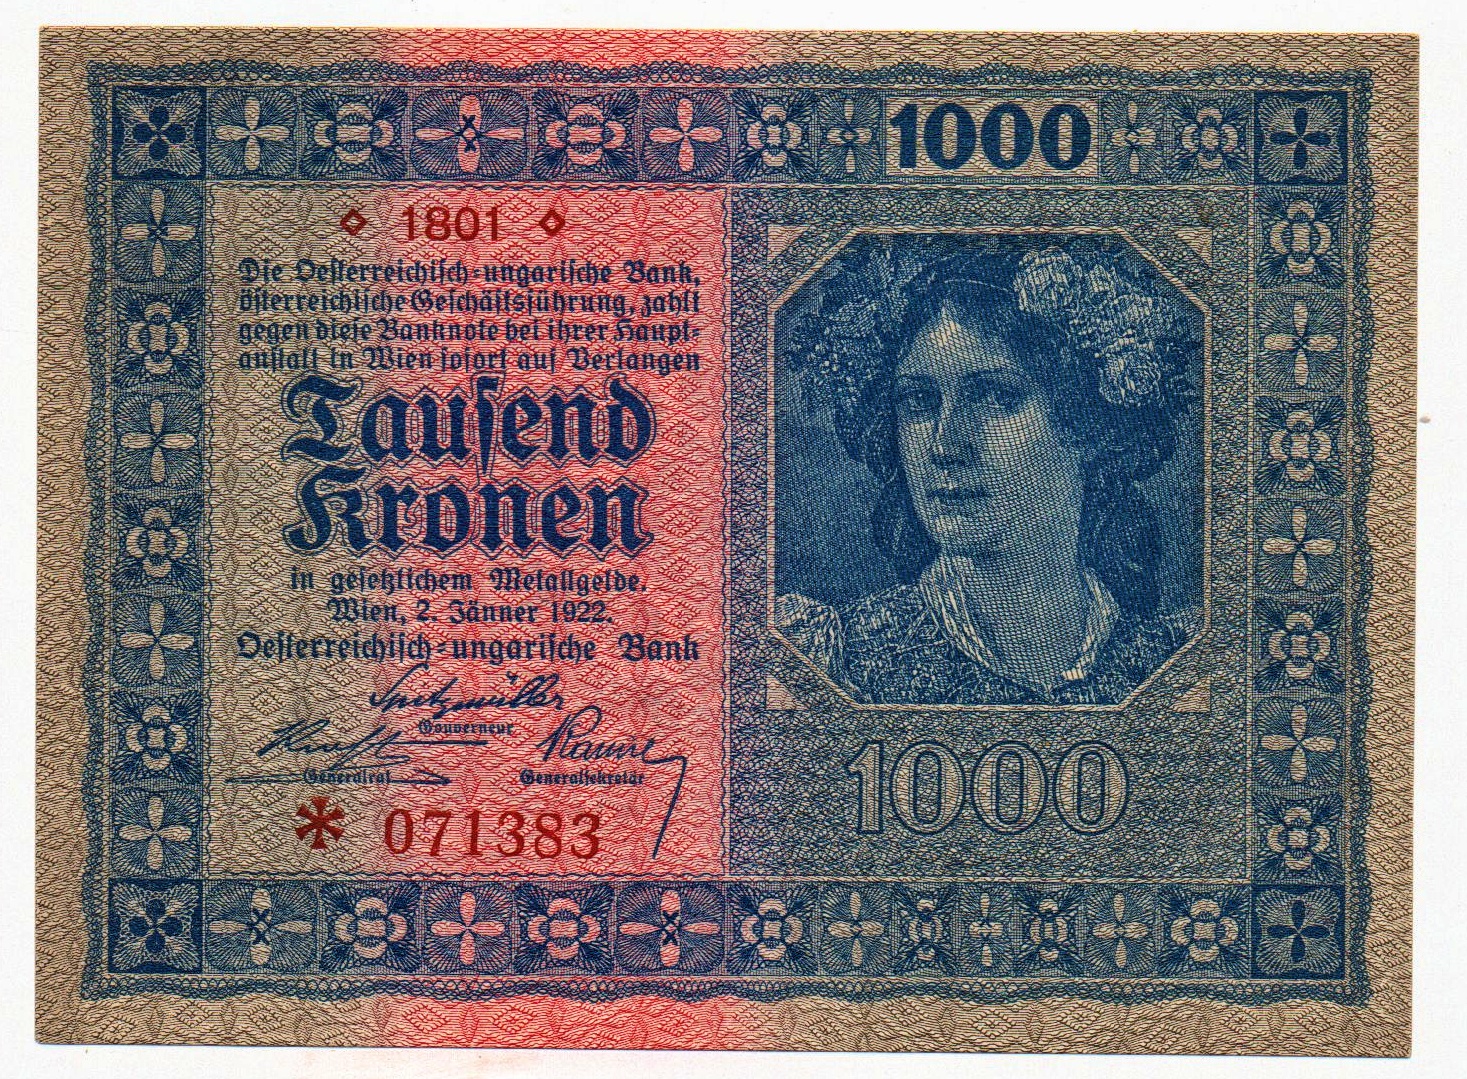 1000
1801
Die Oesterreichisch-ungarische Bank,
österreichische Geschäftsführung, zahlt
gegen diese Banknote bei ihrer Haupt-
anstalt in Wien sofort auf Verlangen
Tausend
Kronen
in gesetzlichem Metallgelde.
Wien, 2. Jänner 1922.
Oesterreichisch-ungarische Bank
Spitzmüller
Gouverneur
Generalrat
Generalsekretär
* 071383
1000